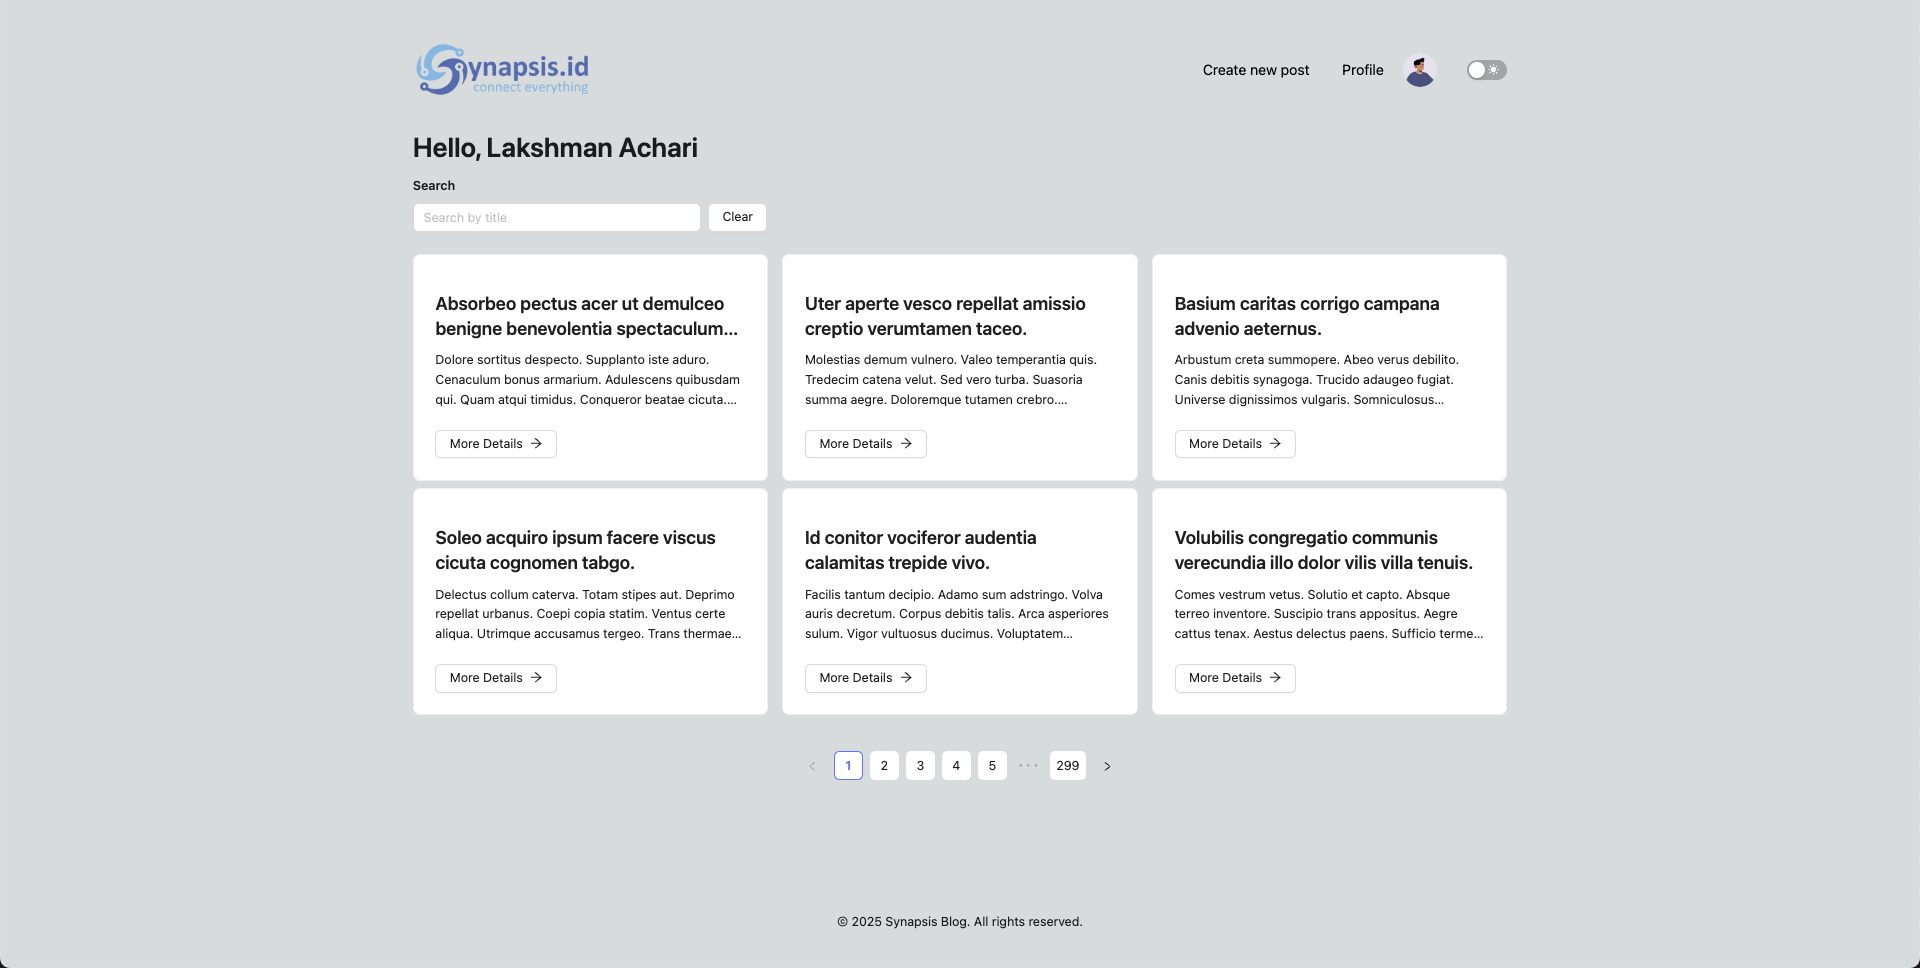 Synapsis.id
connect everything
Create new post
Profile
Hello, Lakshman Achari
Search
Search by title
Clear
Absorbeo pectus acer ut demulceo
benigne benevolentia spectaculum...
Dolore sortitus despecto. Supplanto iste aduro.
Cenaculum bonus armarium. Adulescens quibusdam
qui. Quam atqui timidus. Conqueror beatae cicuta....
More Details
Uter aperte vesco repellat amissio
creptio verumtamen taceo.
Molestias demum vulnero. Valeo temperantia quis.
Tredecim catena velut. Sed vero turba. Suasoria
summa aegre. Doloremque tutamen crebro....
More Details
Basium caritas corrigo campana
advenio aeternus.
Arbustum creta summopere. Abeo verus debilito.
Canis debitis synagoga. Trucido adaugeo fugiat.
Universe dignissimos vulgaris. Somniculosus...
More Details
Soleo acquiro ipsum facere viscus
cicuta cognomen tabgo.
Delectus collum caterva. Totam stipes aut. Deprimo
repellat urbanus. Coepi copia statim. Ventus certe
aliqua. Utrimque accusamus tergeo. Trans thermae...
More Details
Id conitor vociferor audentia
calamitas trepide vivo.
Facilis tantum decipio. Adamo sum adstringo. Volva
auris decretum. Corpus debitis talis. Arca asperiores
sulum. Vigor vultuosus ducimus. Voluptatem...
More Details
Volubilis congregatio communis
verecundia illo dolor vilis villa tenuis.
Comes vestrum vetus. Solutio et capto. Absque
terreo inventore. Suscipio trans appositus. Aegre
cattus tenax. Aestus delectus paens. Sufficio terme...
More Details
< 1 2 3 4 5 ··· 299 >
© 2025 Synapsis Blog. All rights reserved.